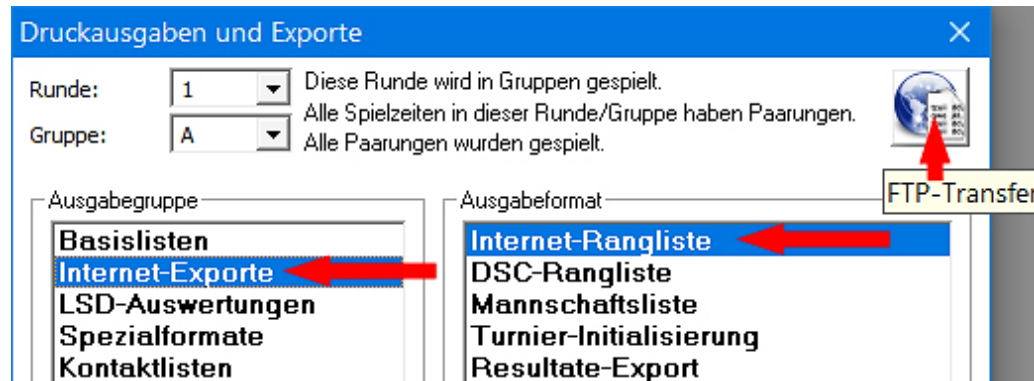 Druckausgaben und Exporte
Runde: 1 Diese Runde wird in Gruppen gespielt.
Alle Spielzeiten in dieser Runde/Gruppe haben Paarungen.
Gruppe: A Alle Paarungen wurden gespielt.
FTP-Transfer
Ausgabegruppe
Basislisten
Internet-Exporte
LSD-Auswertungen
Spezialformate
Kontaktlisten
Ausgabeformat
Internet-Rangliste
DSC-Rangliste
Mannschaftsliste
Turnier-Initialisierung
Resultate-Export